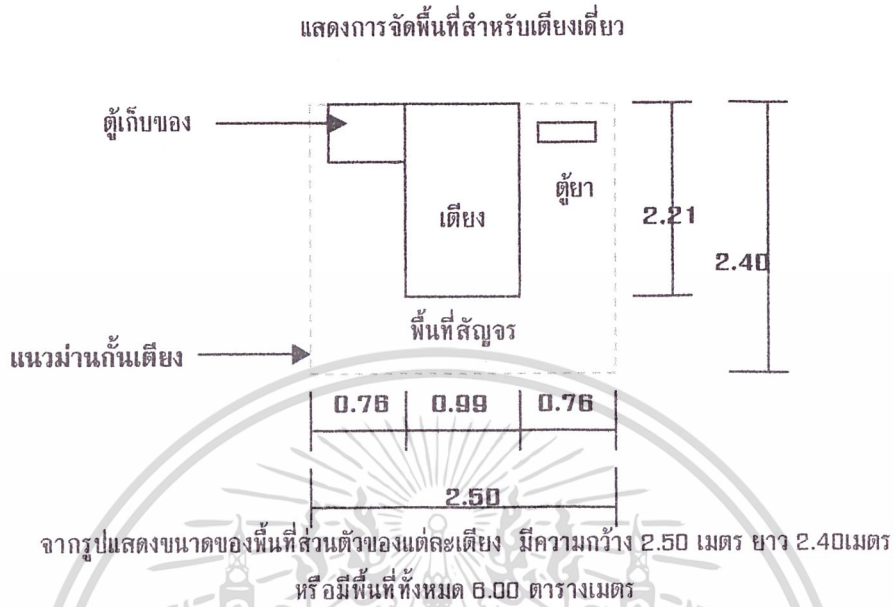 แสดงการจัดพื้นที่สำหรับเตียงเดี่ยว
ตู้เก็บของ
ตู้ยา
เตียง
2.21
2.40
พื้นที่สัญจร
แนวม่านกั้นเตียง
0.76 0.99 0.76
2.50
จากรูปแสดงขนาดของพื้นที่ส่วนตัวของแต่ละเตียง มีความกว้าง 2.50 เมตร ยาว 2.40เมตร
หรือมีพื้นที่ทั้งหมด 6.00 ตารางเมตร